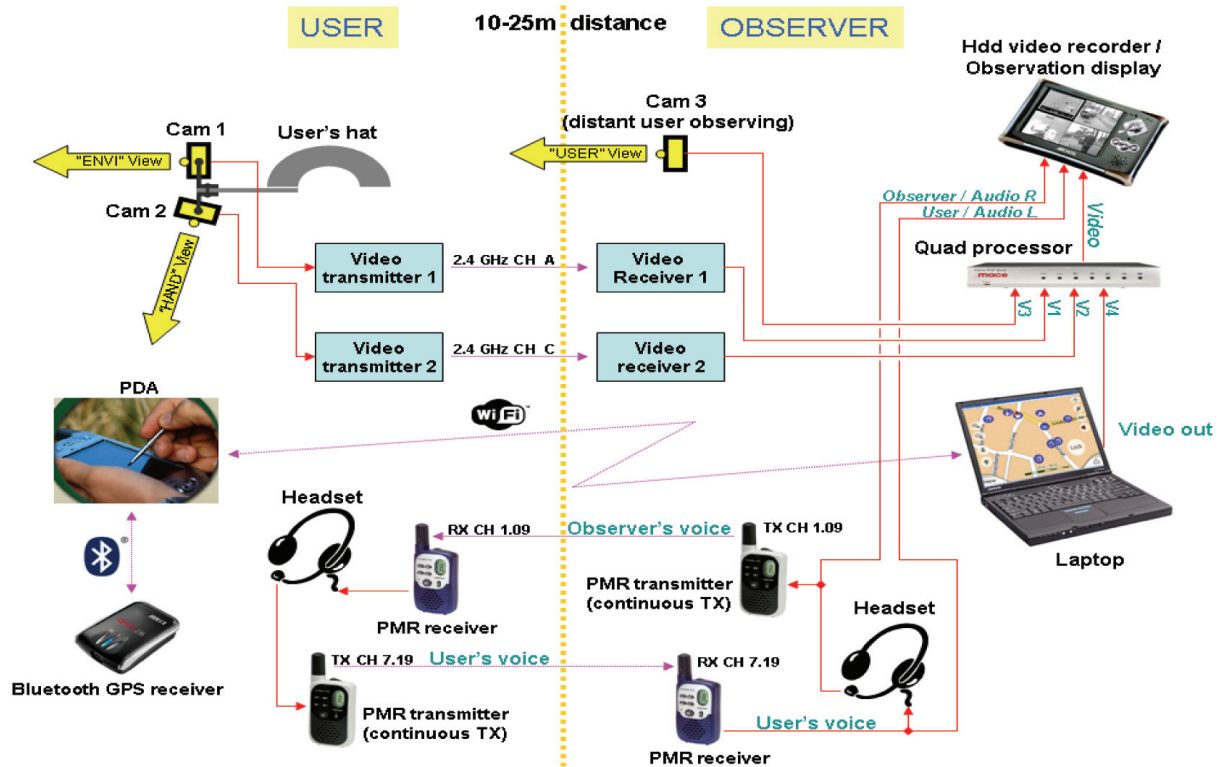 USER
10-25m distance
OBSERVER
Hdd video recorder /
Observation display
Cam 1
User's hat
Cam 3
(distant user observing)
"ENVI" View
"USER" View
Cam 2
"HAND" View
Observer / Audio R
User / Audio L
Video
Quad processor
mace
Video
transmitter 1
2.4 GHz CH A
Video
Receiver 1
V3
V1
V2
V4
Video
transmitter 2
2.4 GHz CH C
Video
receiver 2
PDA
WiFi™
Video out
Link
Headset
RX CH 1.09
Observer's voice
TX CH 1.09
Laptop
PMR transmitter
(continuous TX)
Headset
PMR receiver
TX CH 7.19
User's voice
RX CH 7.19
Bluetooth GPS receiver
PMR transmitter
(continuous TX)
User's voice
PMR receiver